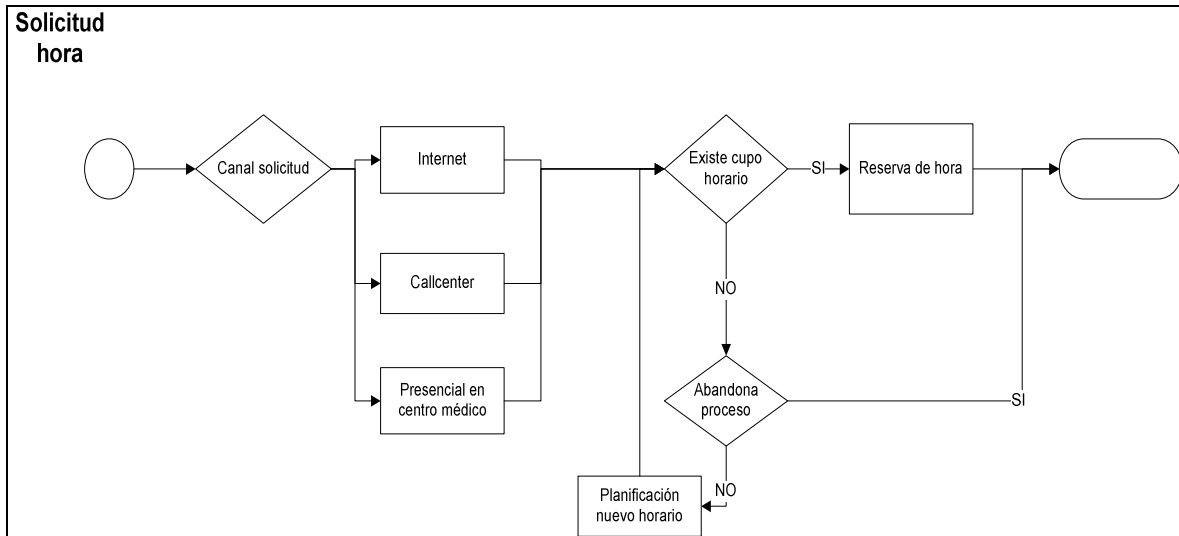 Solicitud
hora
Canal solicitud
Internet
Callcenter
Presencial en
centro médico
Existe cupo
horario
SI
Reserva de hora
NO
Abandona
proceso
SI
NO
Planificación
nuevo horario